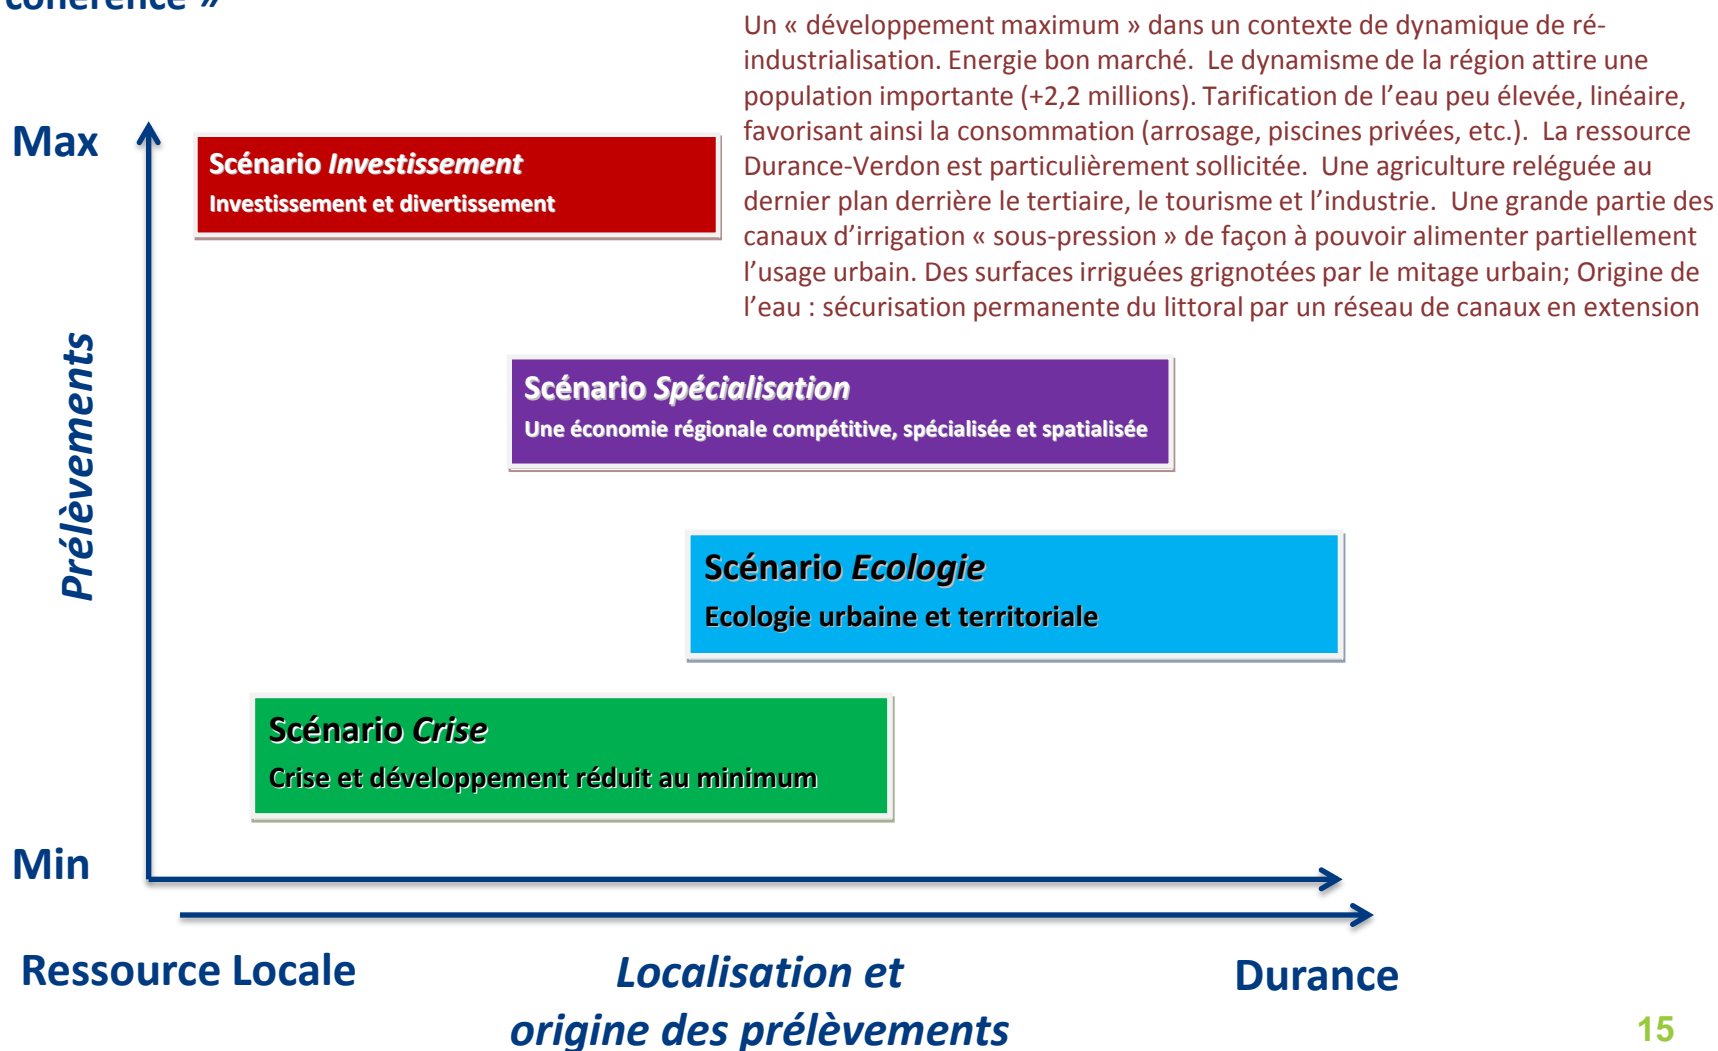 cohérence »
Un « développement maximum » dans un contexte de dynamique de ré-
industrialisation. Energie bon marché. Le dynamisme de la région attire une
population importante (+2,2 millions). Tarification de l'eau peu élevée, linéaire,
favorisant ainsi la consommation (arrosage, piscines privées, etc.). La ressource
Durance-Verdon est particulièrement sollicitée. Une agriculture reléguée au
dernier plan derrière le tertiaire, le tourisme et l'industrie. Une grande partie des
canaux d'irrigation « sous-pression » de façon à pouvoir alimenter partiellement
l'usage urbain. Des surfaces irriguées grignotées par le mitage urbain; Origine de
l'eau : sécurisation permanente du littoral par un réseau de canaux en extension
Max
Scénario Investissement
Investissement et divertissement
Prélèvements
Scénario Spécialisation
Une économie régionale compétitive, spécialisée et spatialisée
Scénario Ecologie
Ecologie urbaine et territoriale
Scénario Crise
Crise et développement réduit au minimum
Min
Ressource Locale
Localisation et
origine des prélèvements
Durance
15